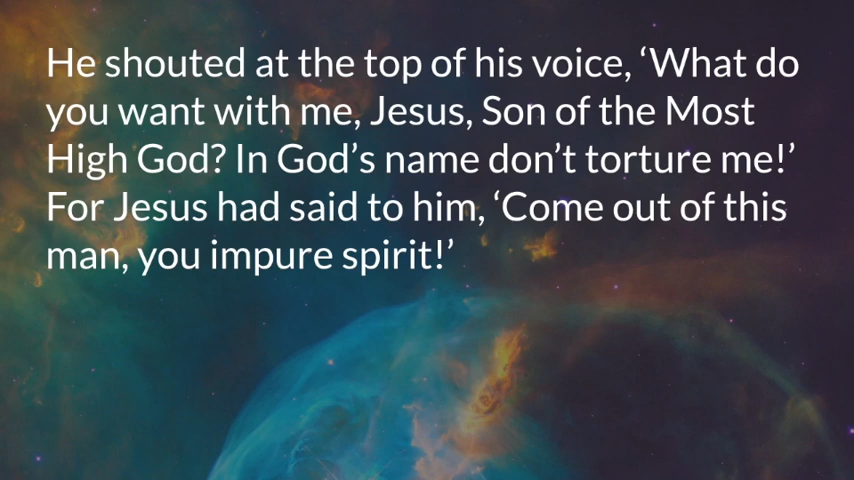 He shouted at the top of his voice, ‘What do
you want with me, Jesus, Son of the Most
High God? In God’s name don’t torture me!’
For Jesus had said to him, ‘Come out of this
man, you impure spirit!’